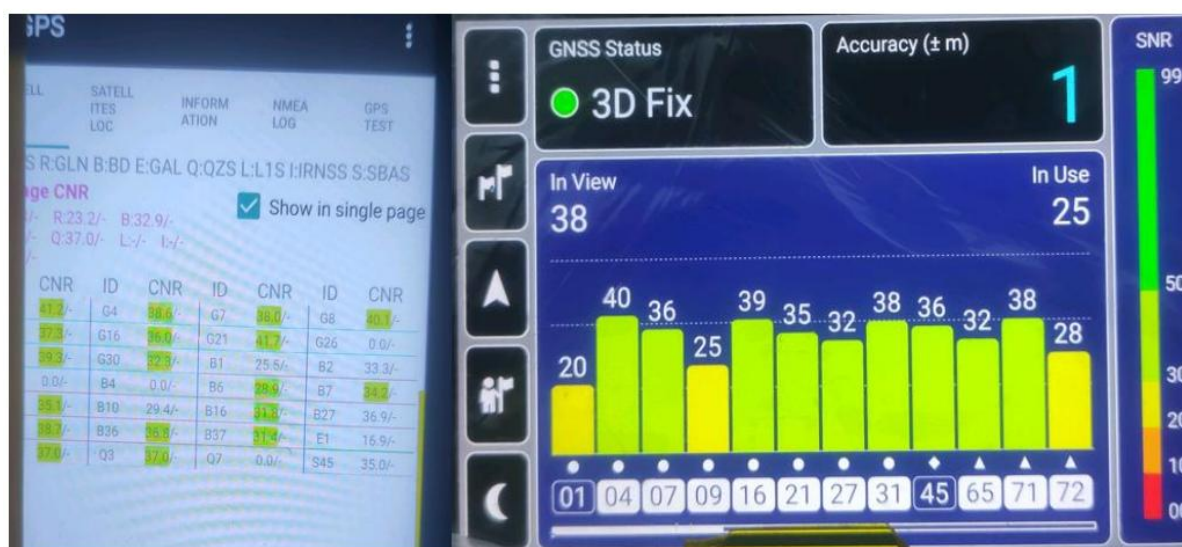 GPS
SATELL
ITES
LOC
INFORM
ATION
NMEA
LOG
GPS
TEST
S R:GLN B:BD E:GAL Q:QZS L:L1S I:IRNSS S:SBAS
age CNR
Show in single page
/- R:23.2/- B:32.9/-
/- Q:37.0/- L:-/- I:-/-
/-
CNR ID CNR ID CNR ID CNR
41.2/- G4 38.6/- G7 38.0/- G8 40.1/-
37.3/- G16 36.0/- G21 41.7/- G26 0.0/-
39.3/- G30 32.3/- B1 25.5/- B2 33.3/-
0.0/- B4 0.0/- B6 28.9/- B7 34.2/-
35.1/- B10 29.4/- B16 31.8/- B27 36.9/-
38.7/- B36 36.8/- B37 31.4/- E1 16.9/-
37.0/- Q3 37.0/- Q7 0.0/- S45 35.0/-
GNSS Status
3D Fix
Accuracy (± m)
1
In View
38
In Use
25
20 40 36 25 39 35 32 38 36 32 38 28
01 04 07 09 16 21 27 31 45 65 71 72
SNR
99
50
30
20
10
00